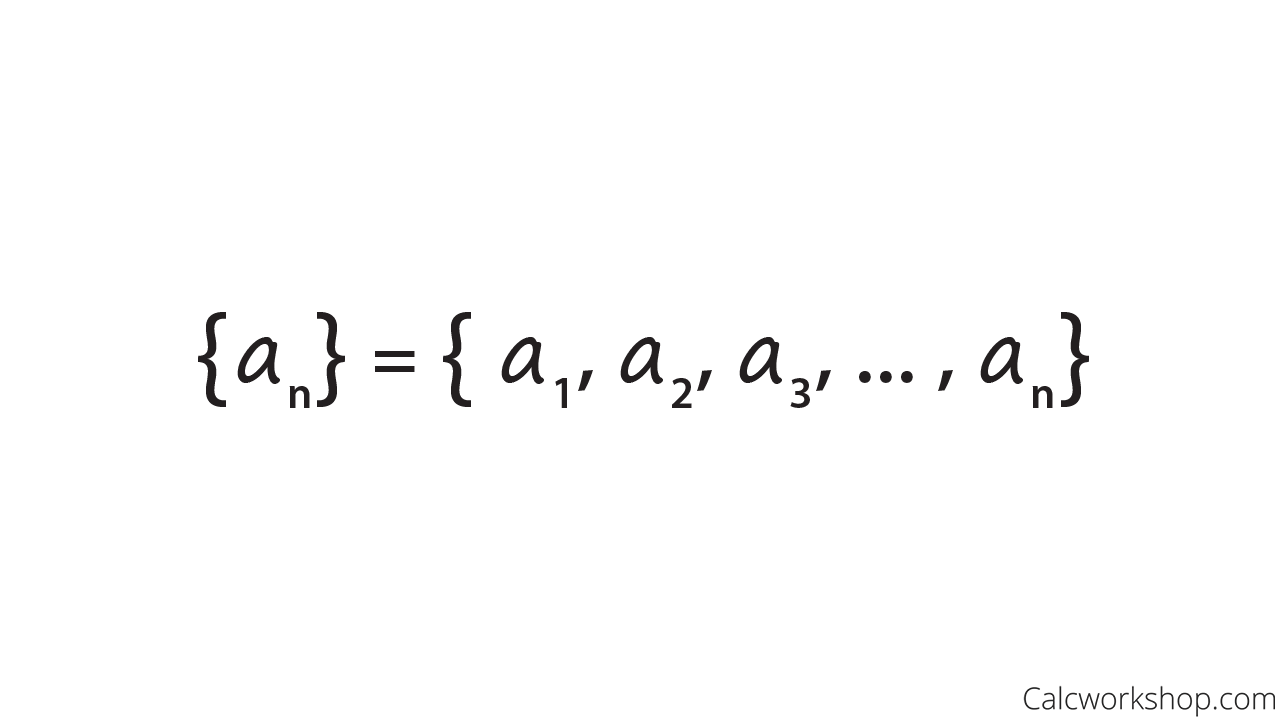 {aₙ} = { a₁, a₂, a₃, ... , aₙ}
Calcworkshop.com